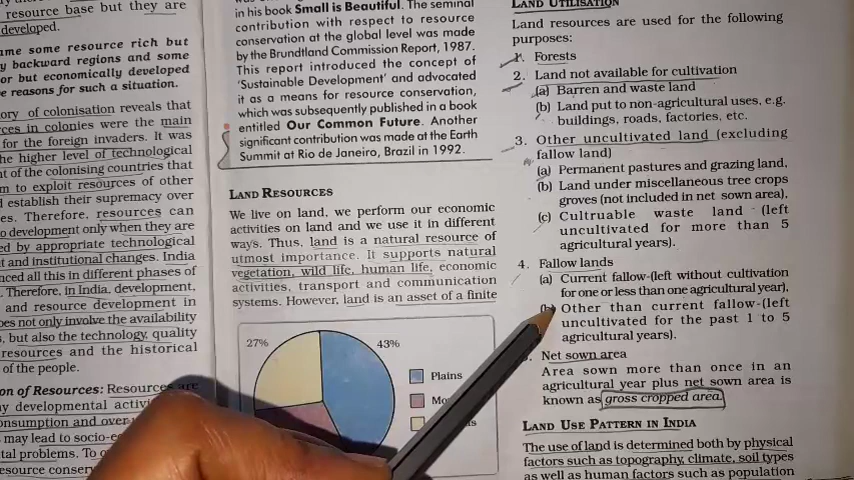 resource base but they are
developed.
ame some resource rich but
y backward regions and some
or but economically developed
e reasons for such a situation.
ory of colonisation reveals that
rces in colonies were the main
for the foreign invaders. It was
he higher level of technological
nt of the colonising countries that
m to exploit resources of other
d establish their supremacy over
es. Therefore, resources can
o development only when they are
ed by appropriate technological
t and institutional changes. India
nced all this in different phases of
Therefore, in India, development,
and resource development in
oes not only involve the availability
, but also the technology, quality
resources and the historical
of the people.
on of Resources: Resources are
y developmental activi
onsumption and over
may lead to socio-ec
tal problems. To o
esource conser
in his book Small is Beautiful. The seminal
contribution with respect to resource
conservation at the global level was made
by the Brundtland Commission Report, 1987.
This report introduced the concept of
'Sustainable Development' and advocated
it as a means for resource conservation,
which was subsequently published in a book
entitled Our Common Future. Another
significant contribution was made at the Earth
Summit at Rio de Janeiro, Brazil in 1992.
LAND RESOURCES
We live on land, we perform our economic
activities on land and we use it in different
ways. Thus, land is a natural resource of
utmost importance. It supports natural
vegetation, wild life, human life, economic
activities, transport and communication
systems. However, land is an asset of a finite
27%
43%
Plains
Mo
s
LAND UTILISATION
Land resources are used for the following
purposes:
1. Forests
2. Land not available for cultivation
(a) Barren and waste land
(b) Land put to non-agricultural uses, e.g.
buildings, roads, factories, etc.
3. Other uncultivated land (excluding
fallow land)
(a) Permanent pastures and grazing land,
(b) Land under miscellaneous tree crops
groves (not included in net sown area),
(c) Cultruable waste land (left
uncultivated for more than 5
agricultural years).
4. Fallow lands
(a) Current fallow-(left without cultivation
for one or less than one agricultural year),
(b) Other than current fallow-(left
uncultivated for the past 1 to 5
agricultural years).
Net sown area
Area sown more than once in an
agricultural year plus net sown area is
known as gross cropped area.
LAND USE PATTERN IN INDIA
The use of land is determined both by physical
factors such as topography, climate, soil types
as well as human factors such as population